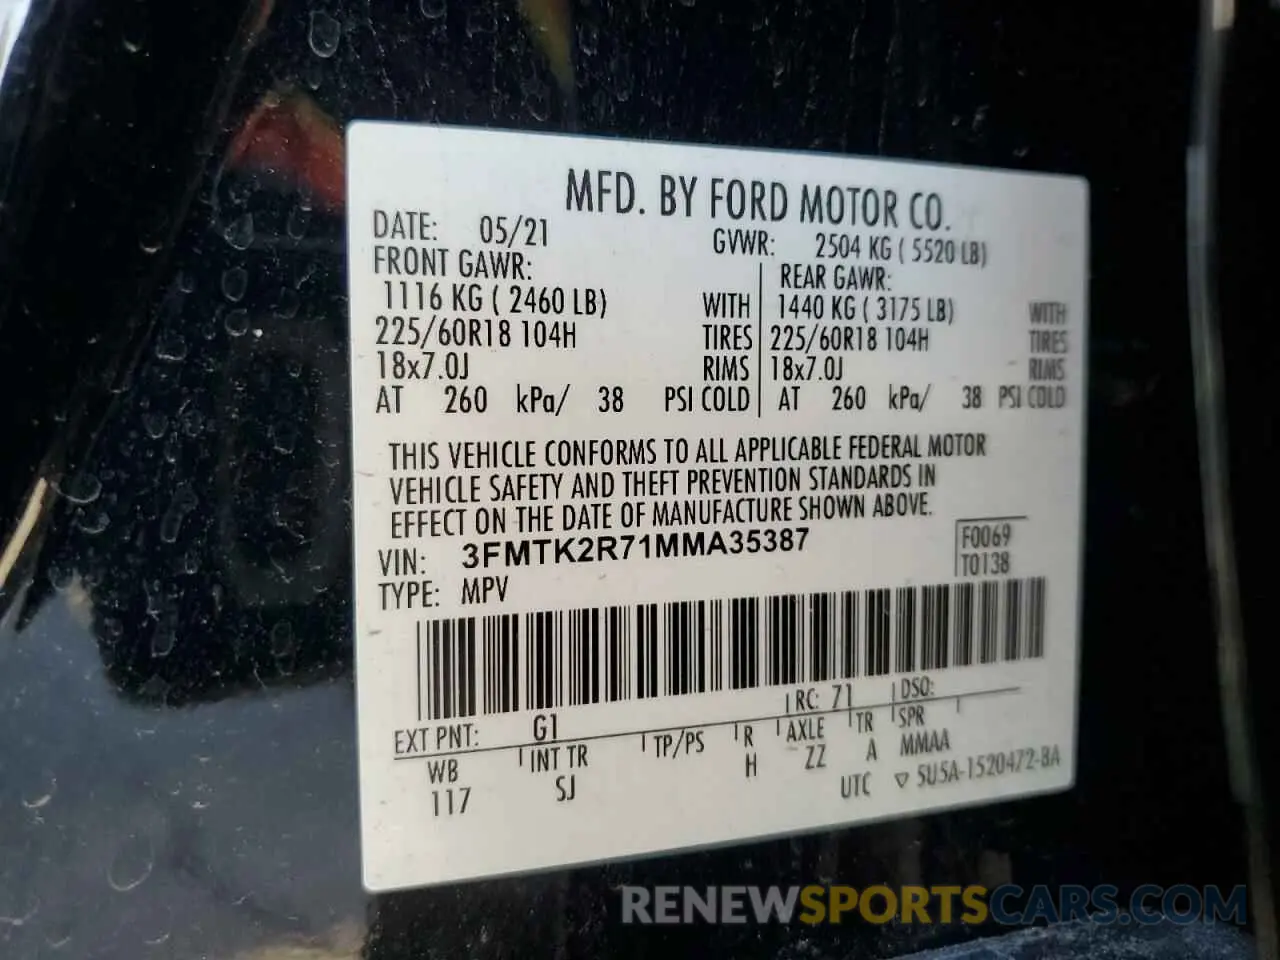 MFD. BY FORD MOTOR CO.
DATE: 05/21 GVWR: 2504 KG ( 5520 LB)
FRONT GAWR: REAR GAWR:
1116 KG ( 2460 LB) WITH 1440 KG ( 3175 LB) WITH
225/60R18 104H TIRES 225/60R18 104H TIRES
18x7.0J RIMS 18x7.0J RIMS
AT 260 kPa/ 38 PSI COLD AT 260 kPa/ 38 PSI COLD
THIS VEHICLE CONFORMS TO ALL APPLICABLE FEDERAL MOTOR
VEHICLE SAFETY AND THEFT PREVENTION STANDARDS IN
EFFECT ON THE DATE OF MANUFACTURE SHOWN ABOVE.
VIN: 3FMTK2R71MMA35387 F0069
TYPE: MPV T0138
EXT PNT: G1 RC: 71 DSO:
WB INT TR TP/PS R AXLE TR SPR
117 SJ H ZZ A MMAA
UTC ▽ 5U5A-1520472-BA
RENEWSPORTSCARS.COM